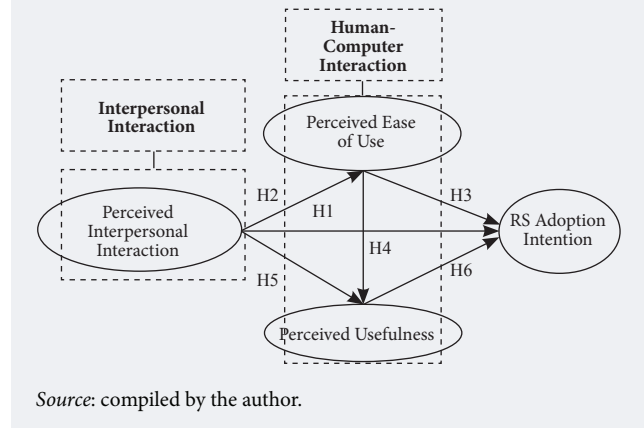 Human-
Computer
Interaction
Interpersonal
Interaction
Perceived Ease
of Use
H2
H1
H3
Perceived
Interpersonal
Interaction
RS Adoption
Intention
H4
H5
H6
Perceived Usefulness
Source: compiled by the author.